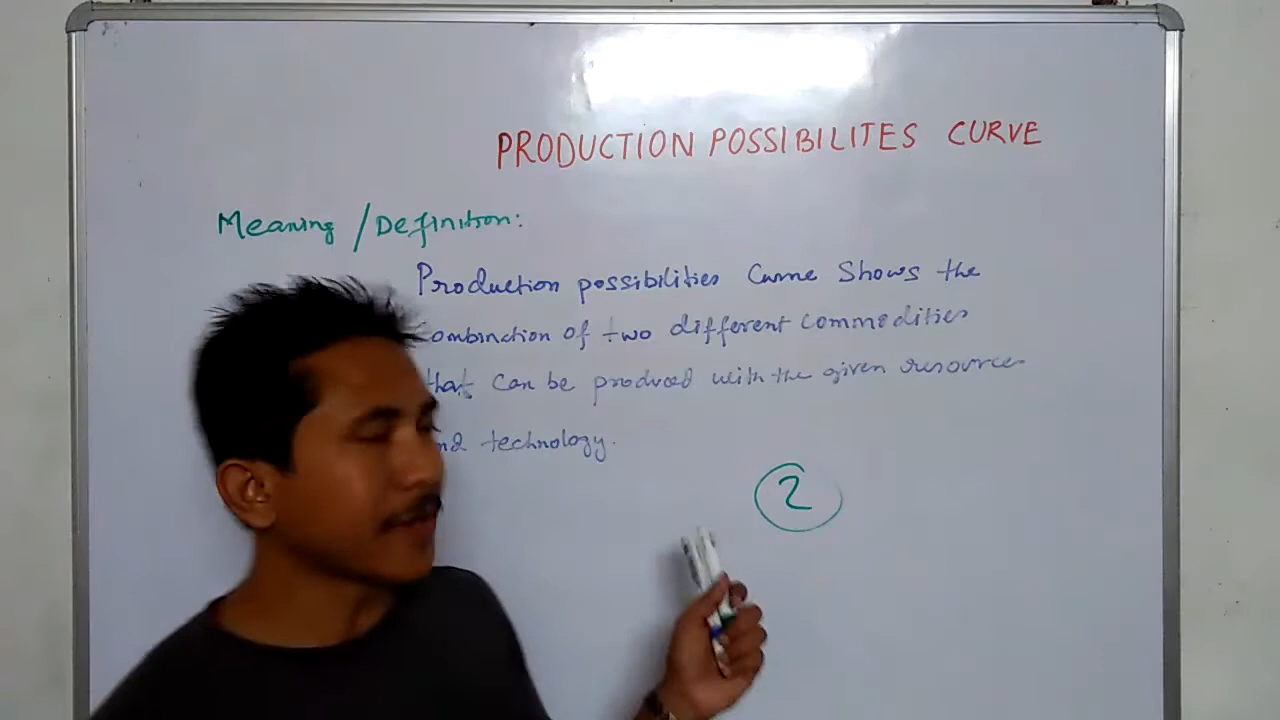 PRODUCTION POSSIBILITES CURVE
Meaning / Definition:
Production possibilities Curve Shows the
combination of two different Commodities
that Can be produced with the given resources
and technology.
2